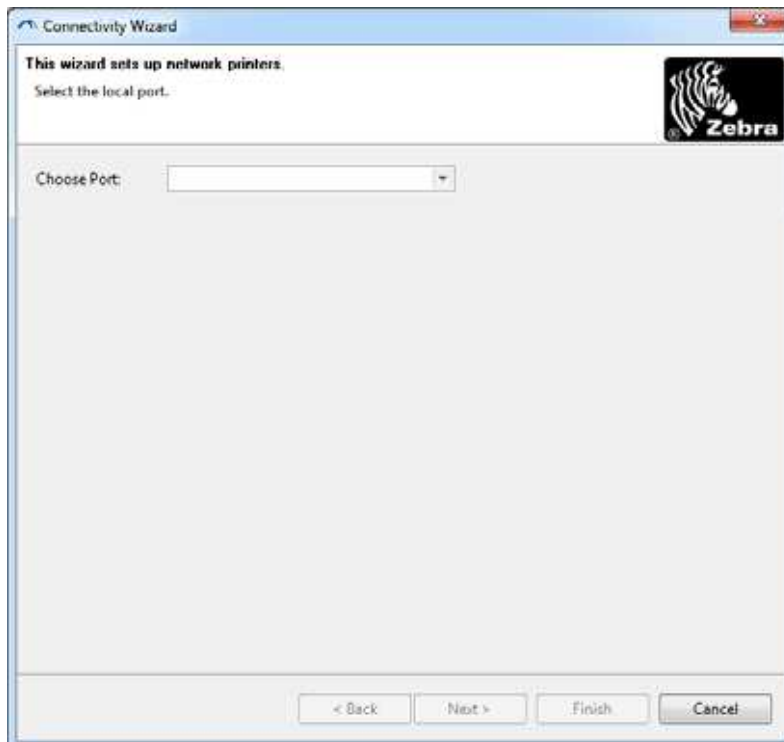 Connectivity Wizard
This wizard sets up network printers.
Select the local port.
® Zebra
Choose Port:
< Back Next > Finish Cancel